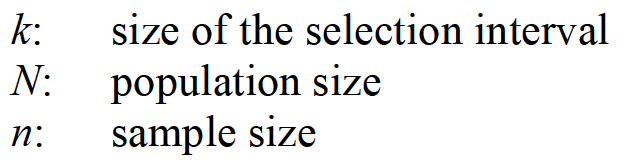 k: size of the selection interval
N: population size
n: sample size